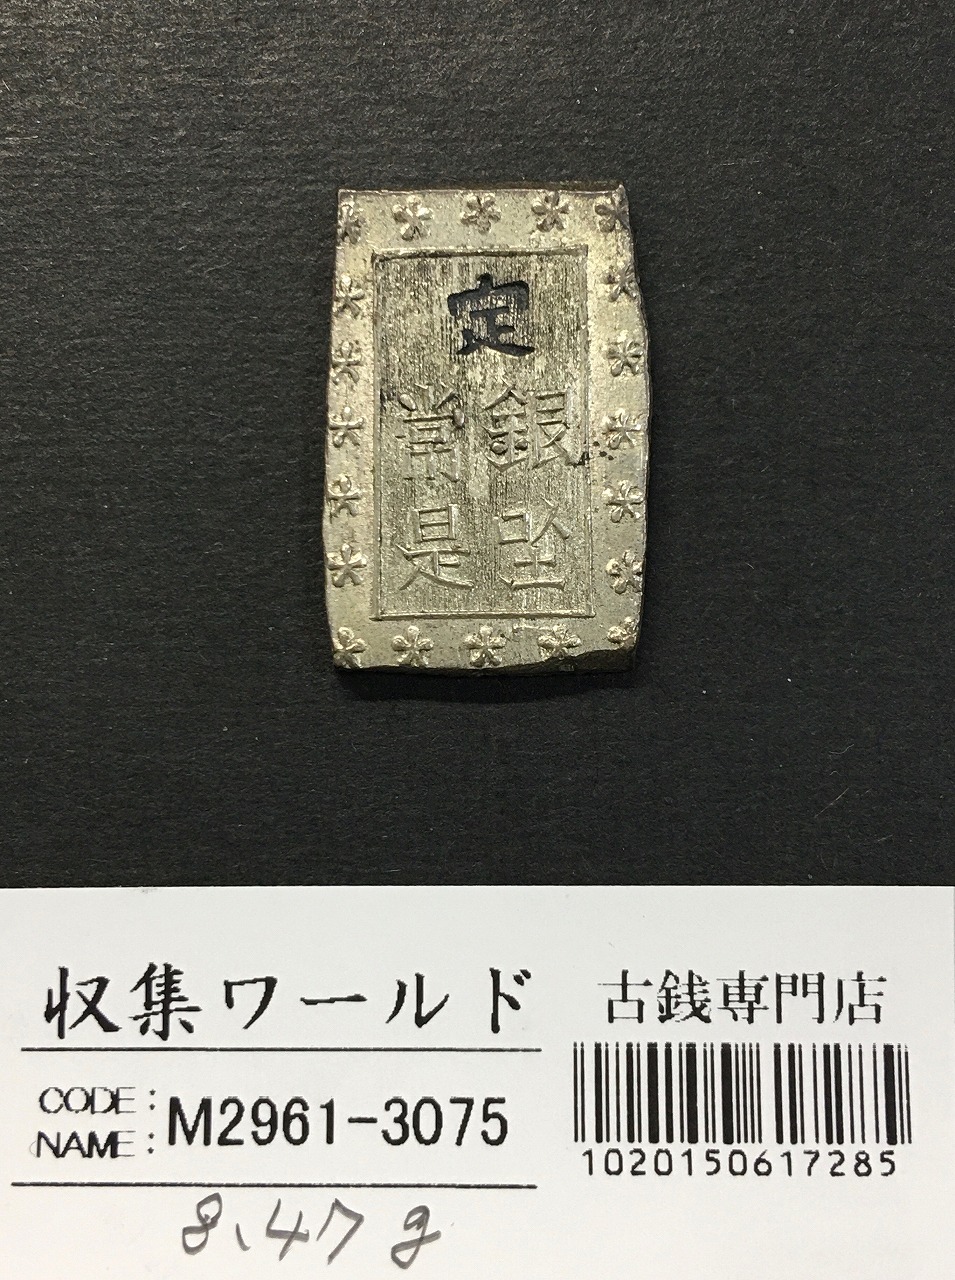 定
銀座
常是
収集ワールド
古銭専門店
CODE:
NAME:
M2961-3075
1020150617285
8.47g